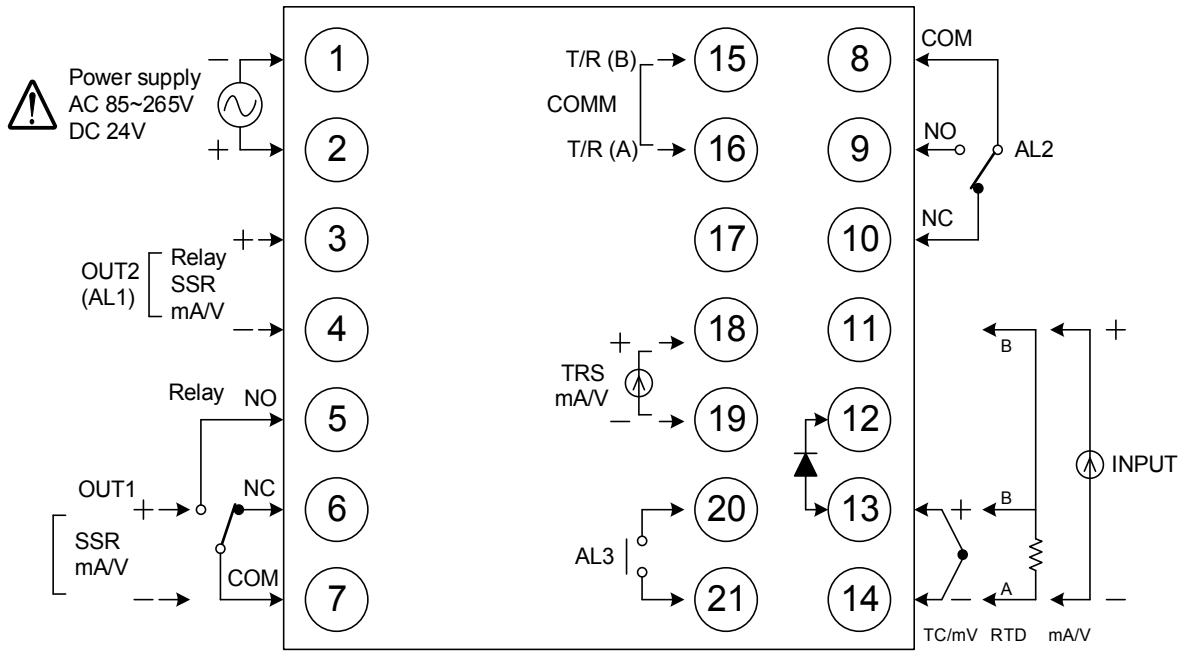 Power supply
AC 85~265V
DC 24V
−
+
1
2
OUT2
(AL1)
Relay
SSR
mA/V
+
−
3
4
Relay
NO
5
OUT1
+
NC
6
SSR
mA/V
−
COM
7
T/R (B)
COMM
T/R (A)
15
16
17
TRS
mA/V
+
−
18
19
AL3
20
21
8
COM
9
NO
AL2
10
NC
11
B
+
12
INPUT
13
+
B
14
−
A
−
TC/mV RTD mA/V